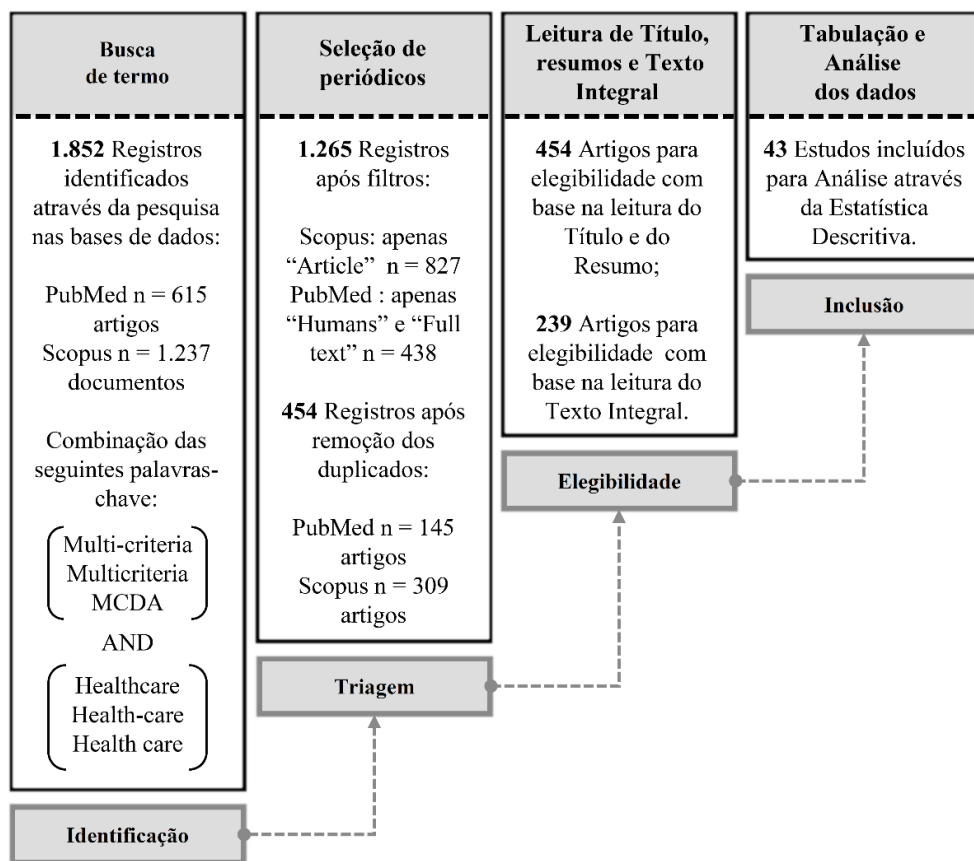 Busca
de termo
1.852 Registros
identificados
através da pesquisa
nas bases de dados:
PubMed n = 615
artigos
Scopus n = 1.237
documentos
Combinação das
seguintes palavras-
chave:
Multi-criteria
Multicriteria
MCDA
AND
Healthcare
Health-care
Health care
Identificação
Seleção de
periódicos
1.265 Registros
após filtros:
Scopus: apenas
“Article” n = 827
PubMed : apenas
“Humans” e “Full
text” n = 438
454 Registros após
remoção dos
duplicados:
PubMed n = 145
artigos
Scopus n = 309
artigos
Triagem
Leitura de Título,
resumos e Texto
Integral
454 Artigos para
elegibilidade com
base na leitura do
Título e do
Resumo;
239 Artigos para
elegibilidade com
base na leitura do
Texto Integral.
Elegibilidade
Tabulação e
Análise
dos dados
43 Estudos incluídos
para Análise através
da Estatística
Descritiva.
Inclusão